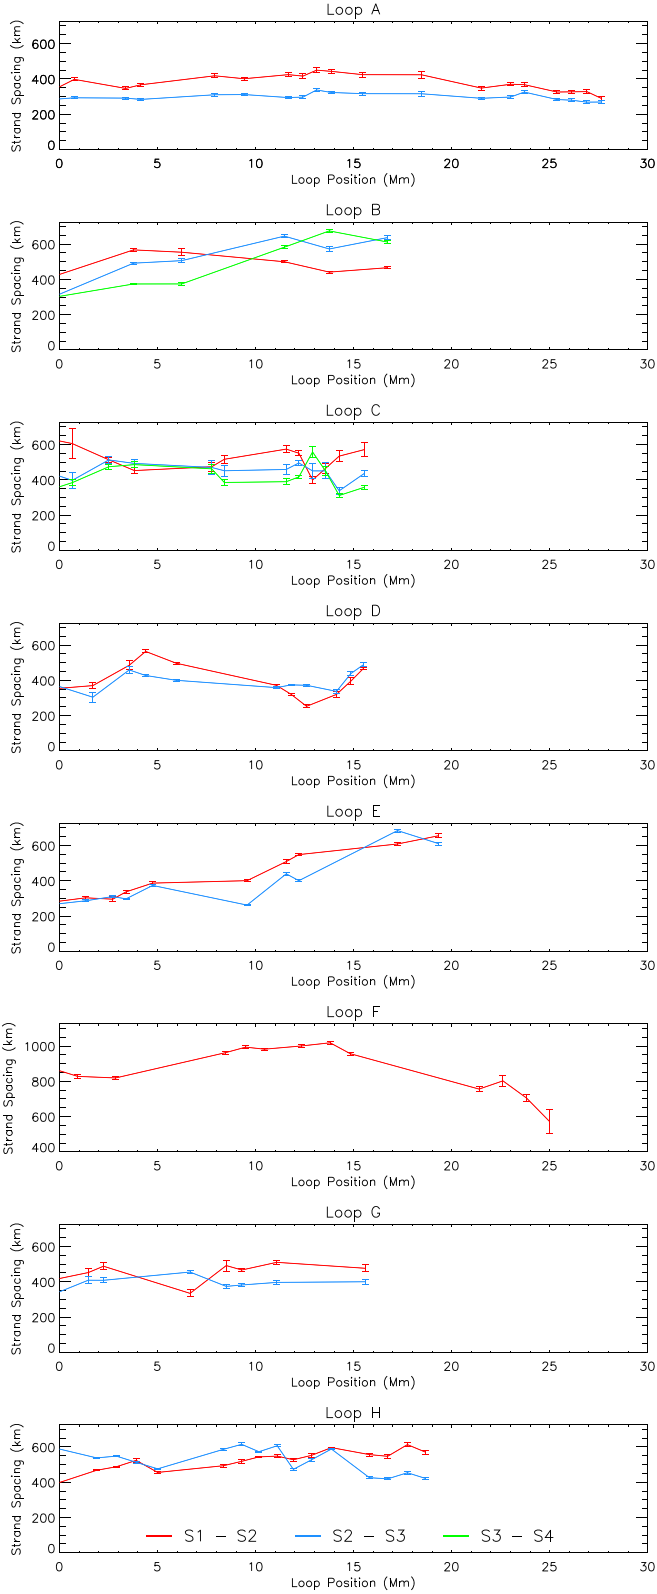 Loop A
Strand Spacing (km)
600
400
200
0
0 5 10 15 20 25 30
Loop Position (Mm)
Loop B
Strand Spacing (km)
600
400
200
0
0 5 10 15 20 25 30
Loop Position (Mm)
Loop C
Strand Spacing (km)
600
400
200
0
0 5 10 15 20 25 30
Loop Position (Mm)
Loop D
Strand Spacing (km)
600
400
200
0
0 5 10 15 20 25 30
Loop Position (Mm)
Loop E
Strand Spacing (km)
600
400
200
0
0 5 10 15 20 25 30
Loop Position (Mm)
Loop F
Strand Spacing (km)
1000
800
600
400
0 5 10 15 20 25 30
Loop Position (Mm)
Loop G
Strand Spacing (km)
600
400
200
0
0 5 10 15 20 25 30
Loop Position (Mm)
Loop H
Strand Spacing (km)
600
400
200
0
S1 – S2 S2 – S3 S3 – S4
0 5 10 15 20 25 30
Loop Position (Mm)